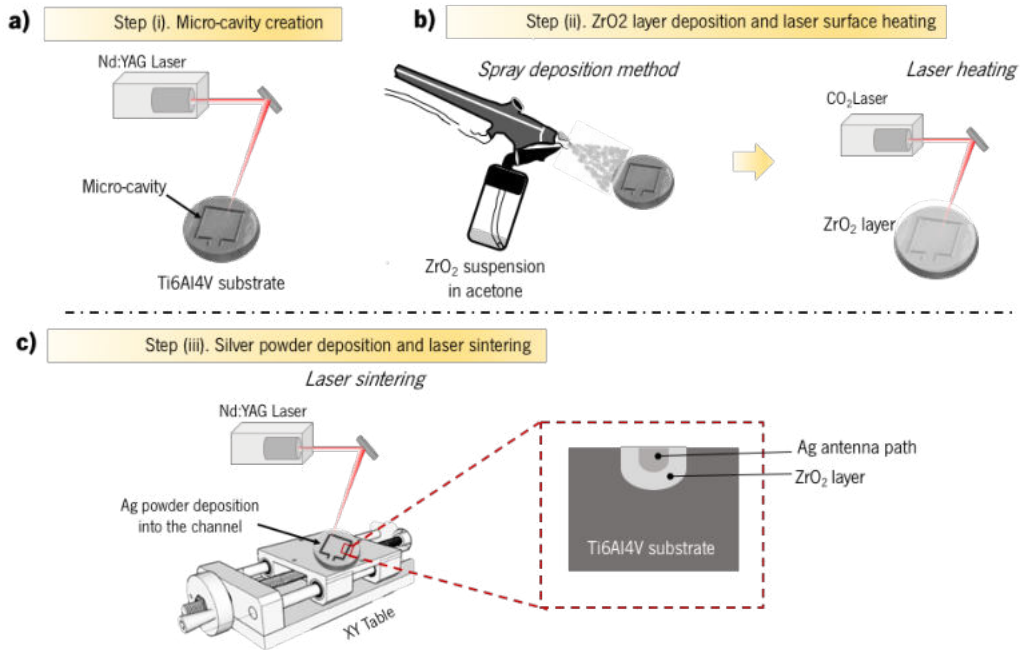 a)
Step (i). Micro-cavity creation
Nd:YAG Laser
Micro-cavity
Ti6Al4V substrate
b)
Step (ii). ZrO2 layer deposition and laser surface heating
Spray deposition method
ZrO₂ suspension
in acetone
Laser heating
CO₂Laser
ZrO₂ layer
c)
Step (iii). Silver powder deposition and laser sintering
Laser sintering
Nd:YAG Laser
Ag powder deposition
into the channel
XY Table
Ag antenna path
ZrO₂ layer
Ti6Al4V substrate